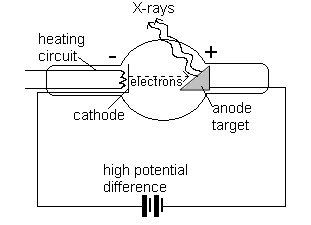 X-rays
heating
circuit
-
+
electrons
cathode
anode
target
high potential
difference